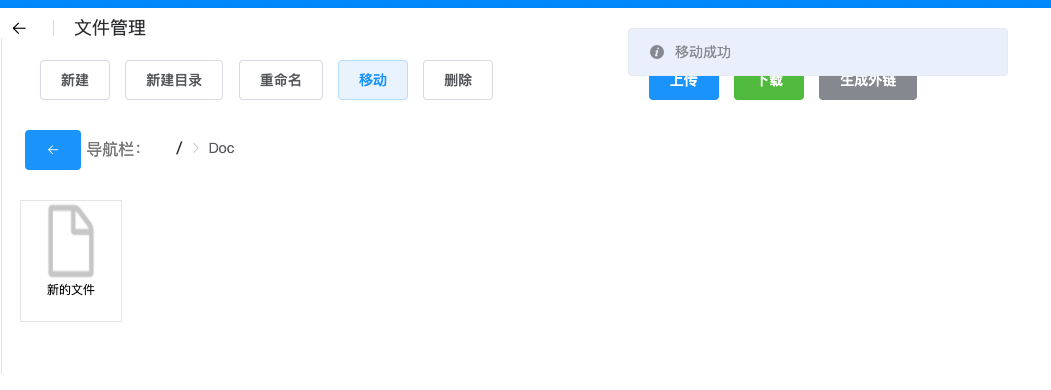 文件管理
移动成功
新建 新建目录 重命名 移动 删除 上传 下载 生成外链
导航栏： / Doc
新的文件